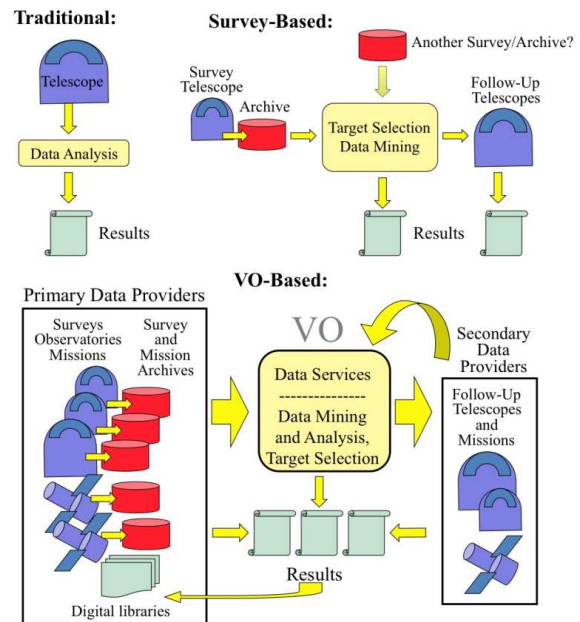 Traditional:
Telescope
Data Analysis
Results
Survey-Based:
Another Survey/Archive?
Survey
Telescope
Archive
Target Selection
Data Mining
Follow-Up
Telescopes
Results
VO-Based:
Primary Data Providers
Surveys
Observatories
Missions
Survey
and
Mission
Archives
Digital libraries
VO
Data Services
---------------
Data Mining
and Analysis,
Target Selection
Results
Secondary
Data
Providers
Follow-Up
Telescopes
and
Missions